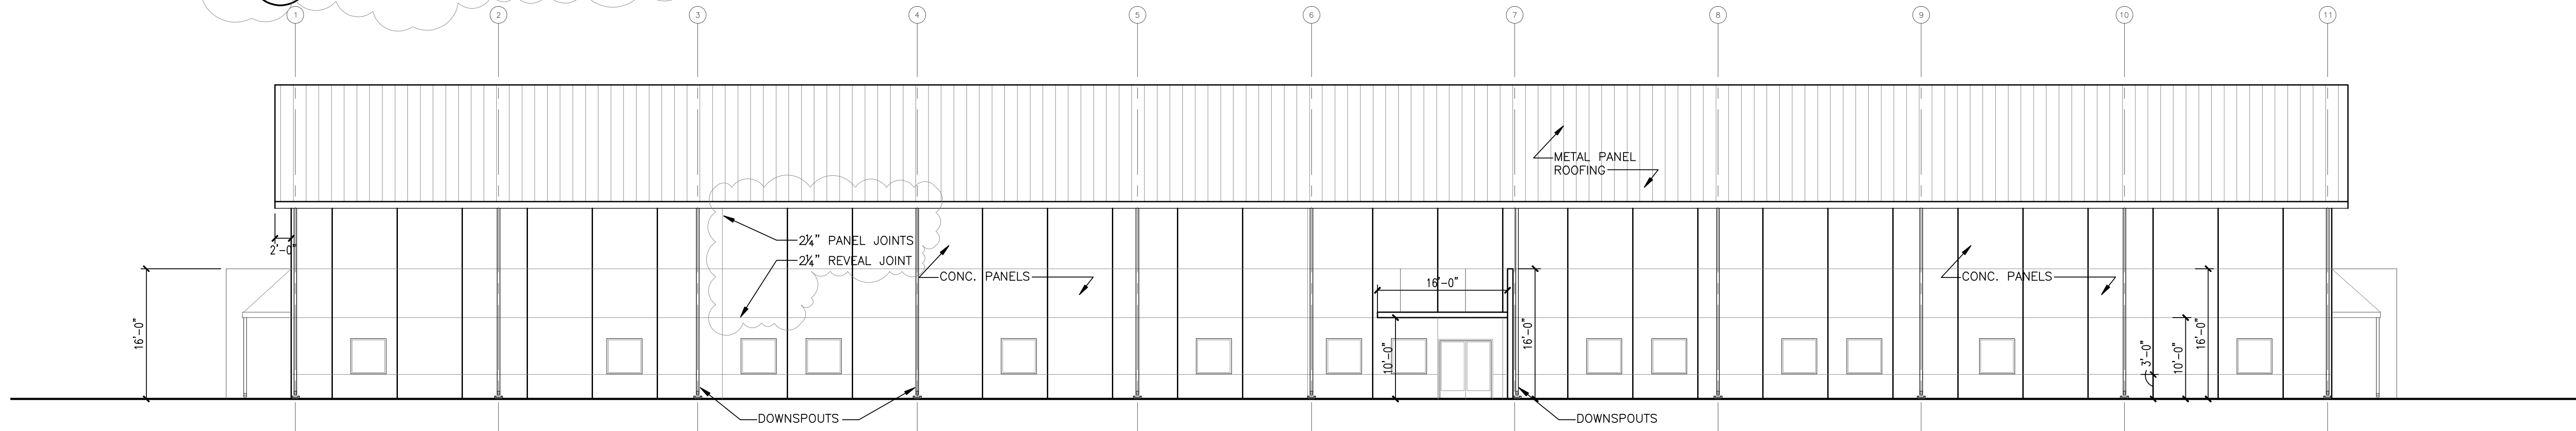 1 2 3 4 5 6 7 8 9 10 11
METAL PANEL
ROOFING
2'-0"
2¼" PANEL JOINTS
2¼" REVEAL JOINT
CONC. PANELS
CONC. PANELS
16'-0"
16'-0"
10'-0"
16'-0"
3'-0"
10'-0"
16'-0"
DOWNSPOUTS
DOWNSPOUTS